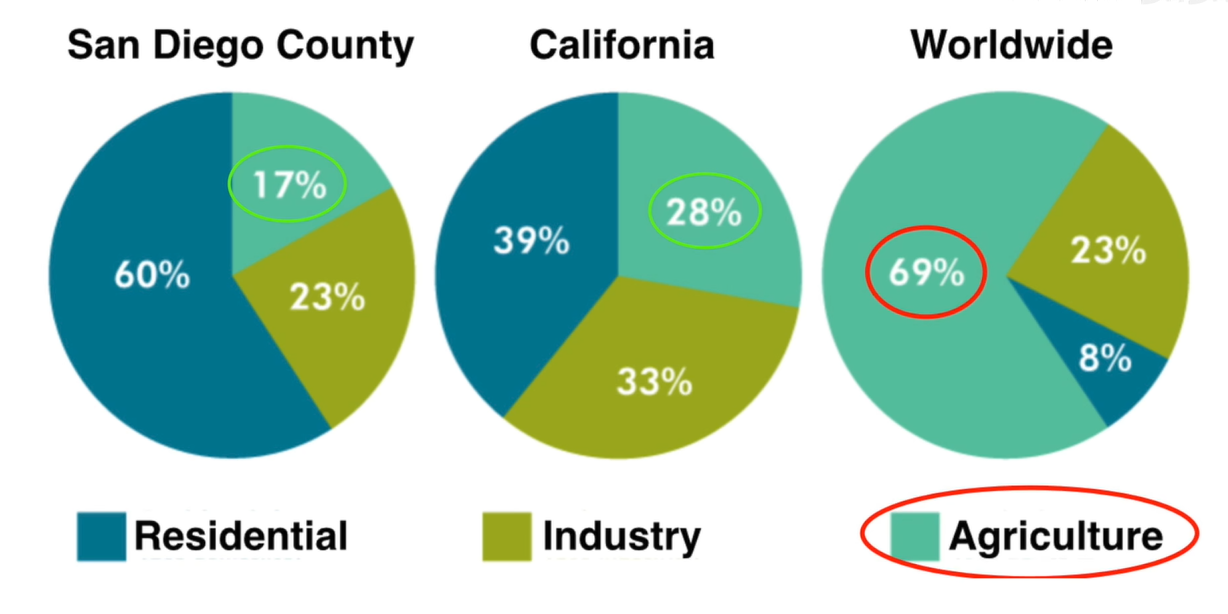 San Diego County
California
Worldwide
17%
60%
23%
28%
39%
33%
69%
23%
8%
Residential
Industry
Agriculture